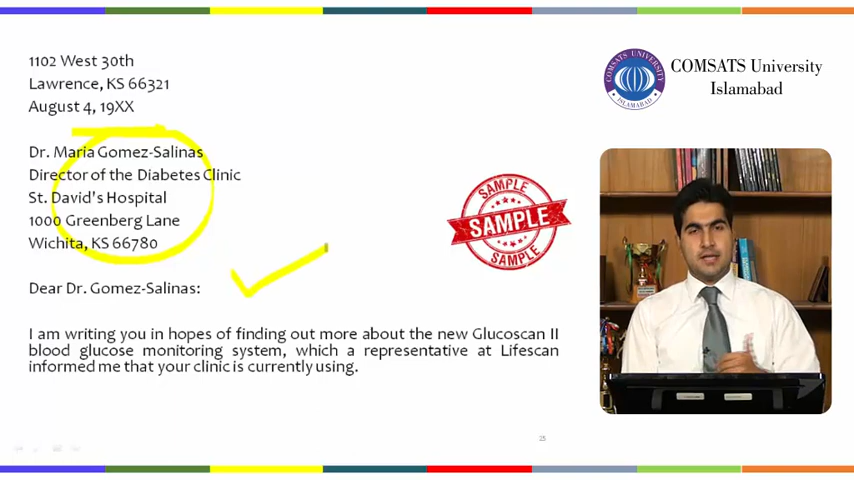 1102 West 30th
Lawrence, KS 66321
August 4, 19XX
Dr. Maria Gomez-Salinas
Director of the Diabetes Clinic
St. David's Hospital
1000 Greenberg Lane
Wichita, KS 66780
Dear Dr. Gomez-Salinas:
I am writing you in hopes of finding out more about the new Glucoscan II
blood glucose monitoring system, which a representative at Lifescan
informed me that your clinic is currently using.
SAMPLE
SAMPLE
SAMPLE
COMSATS UNIVERSITY
ISLAMABAD
COMSATS University
Islamabad